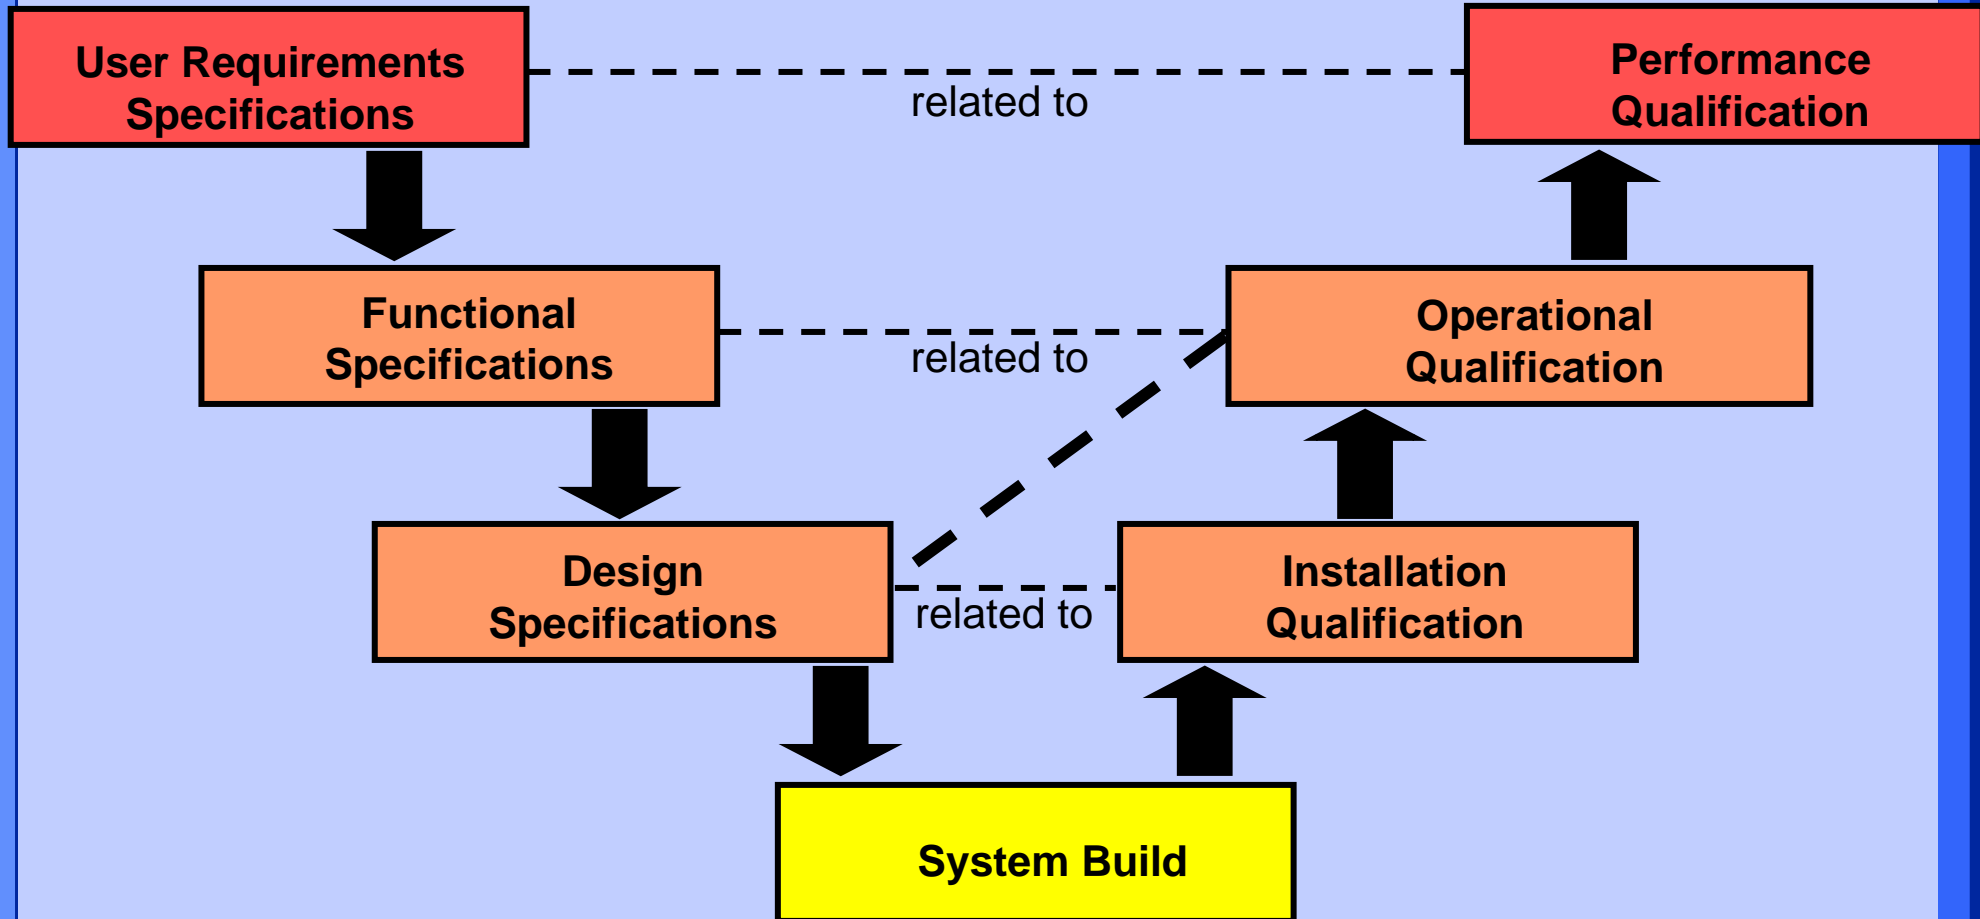 User Requirements
Specifications
related to
Performance
Qualification
Functional
Specifications
related to
Operational
Qualification
Design
Specifications
related to
Installation
Qualification
System Build